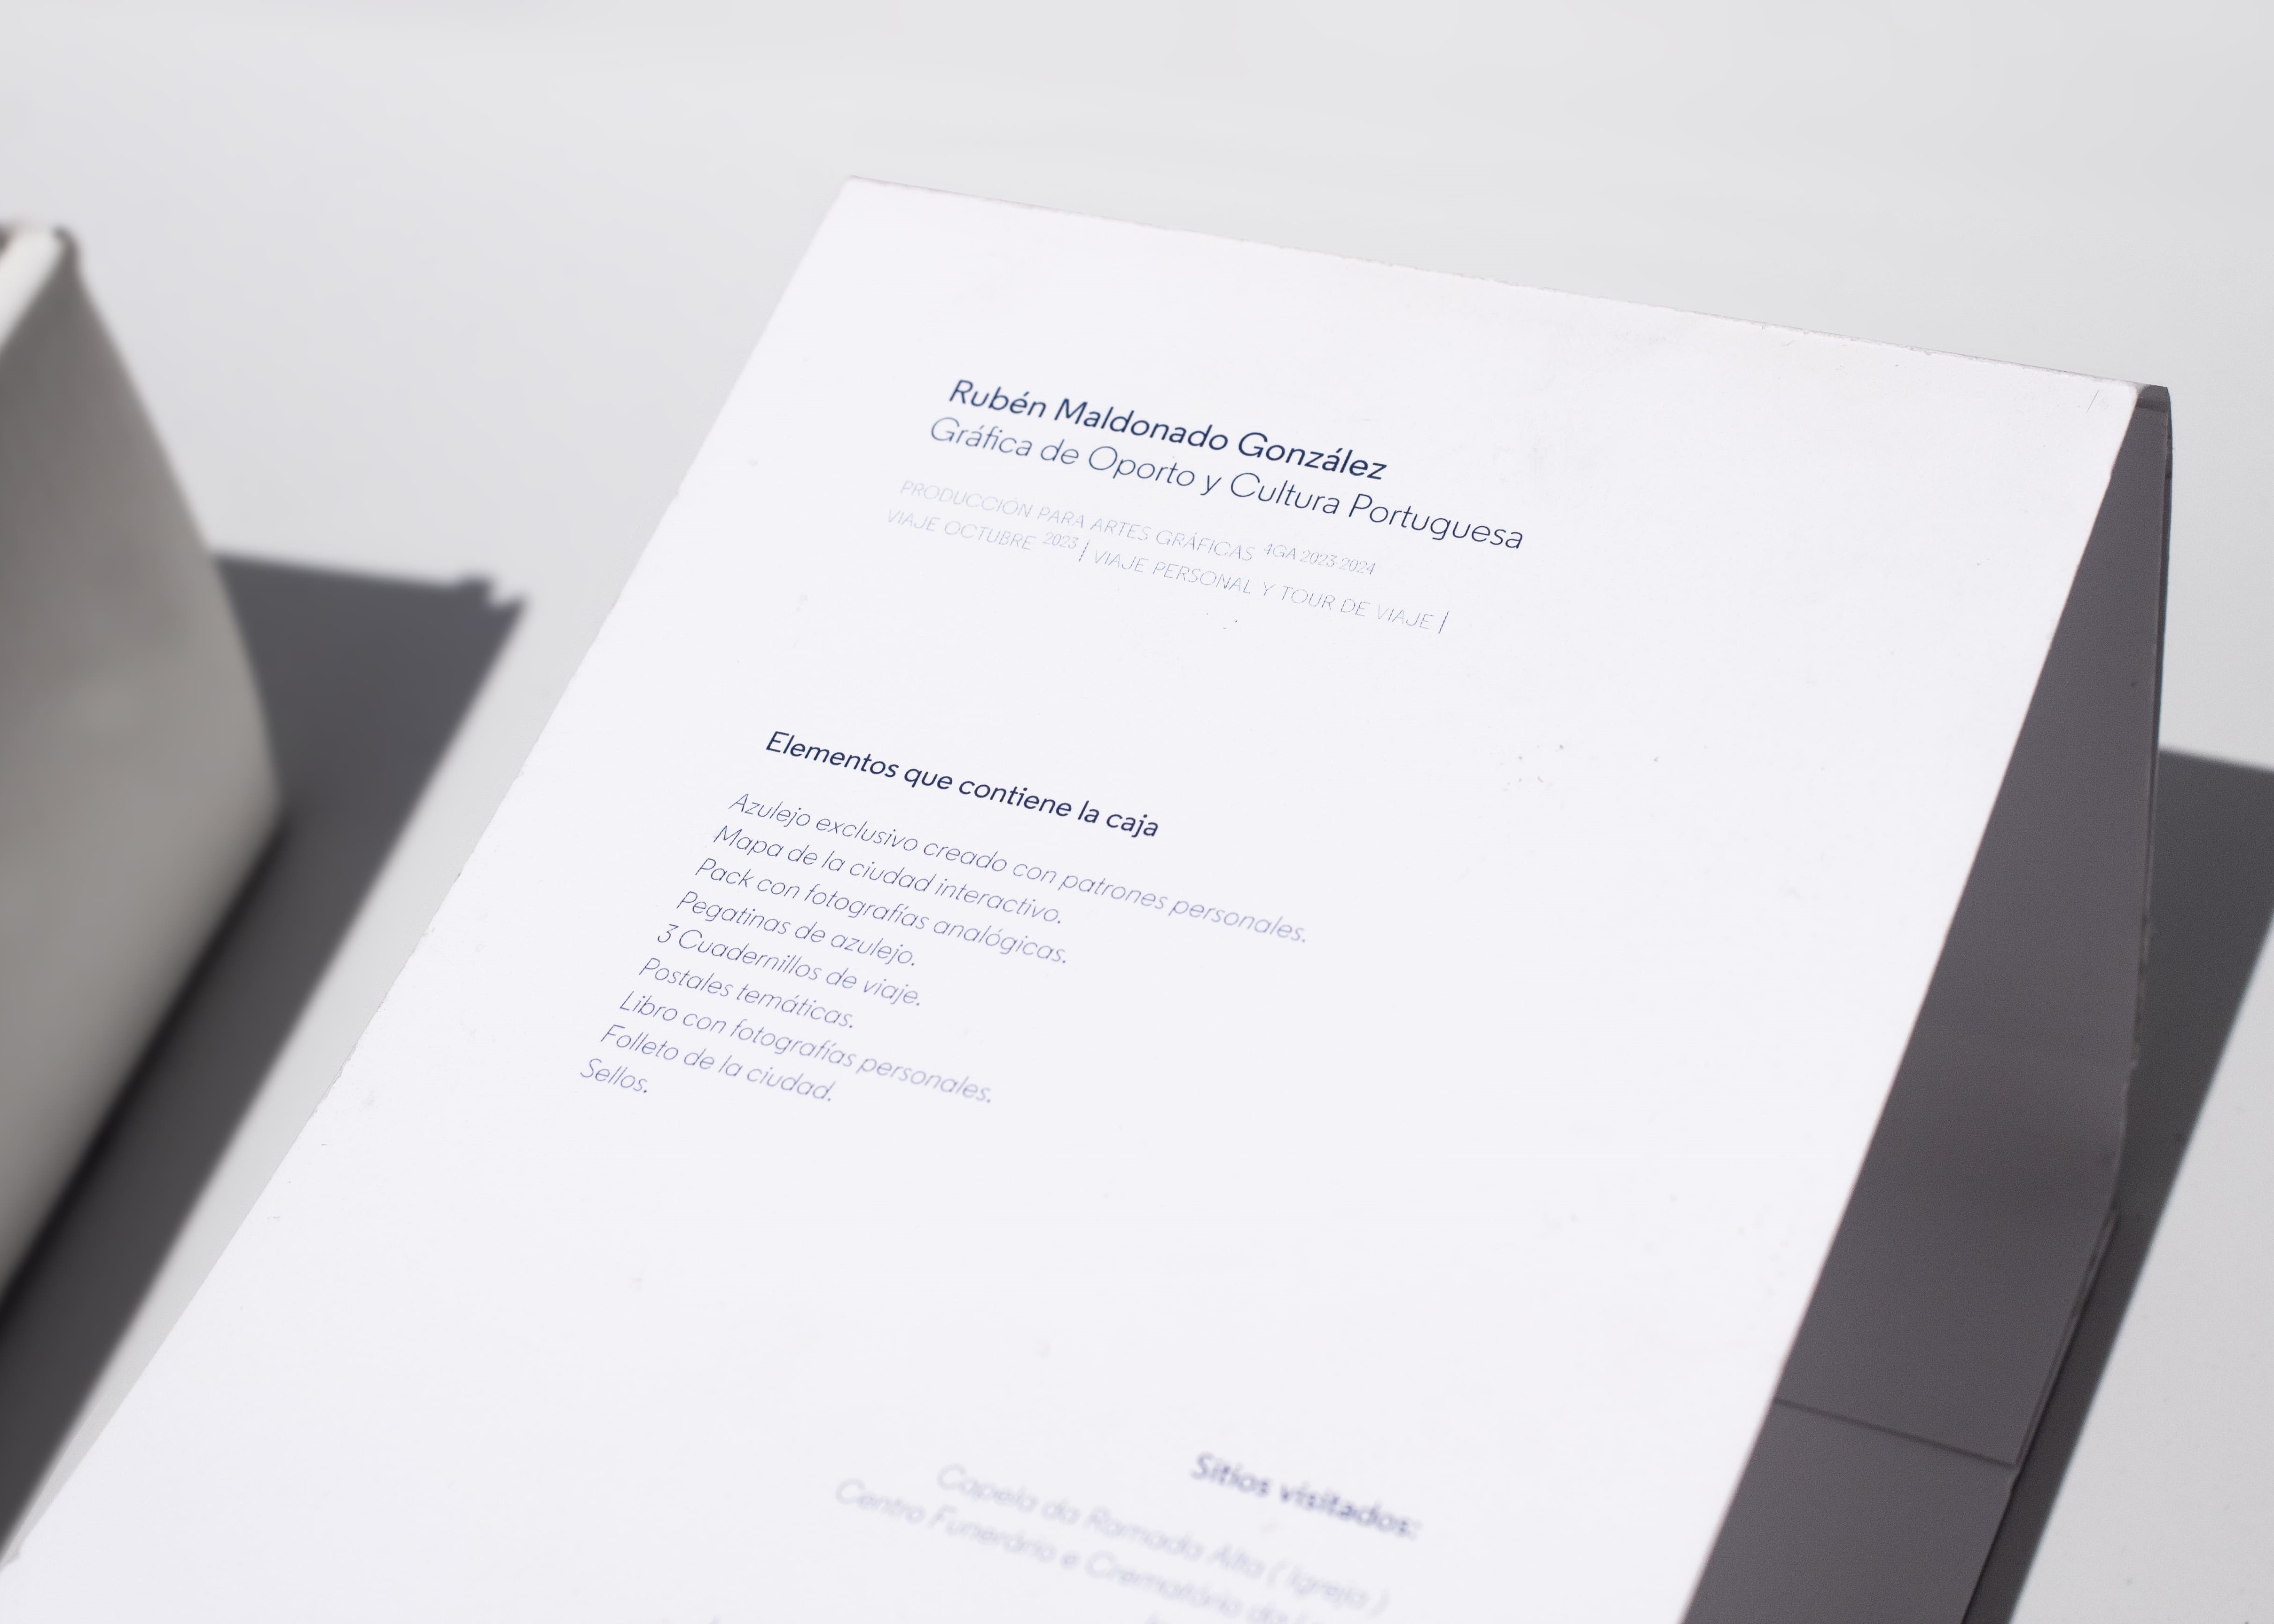 Rubén Maldonado González
Gráfica de Oporto y Cultura Portuguesa
PRODUCCIÓN PARA ARTES GRÁFICAS 4GA 2023-2024
VIAJE OCTUBRE 2023 | VIAJE PERSONAL Y TOUR DE VIAJE |
Elementos que contiene la caja
Azulejo exclusivo creado con patrones personales.
Mapa de la ciudad interactivo.
Pack con fotografías analógicas.
Pegatinas de azulejo.
3 Cuadernillos de viaje.
Postales temáticas.
Libro con fotografías personales.
Folleto de la ciudad.
Sellos.
Sitios visitados:
Capela da Ramada Alta ( Igreja )
Centro Funerário e Crematório da